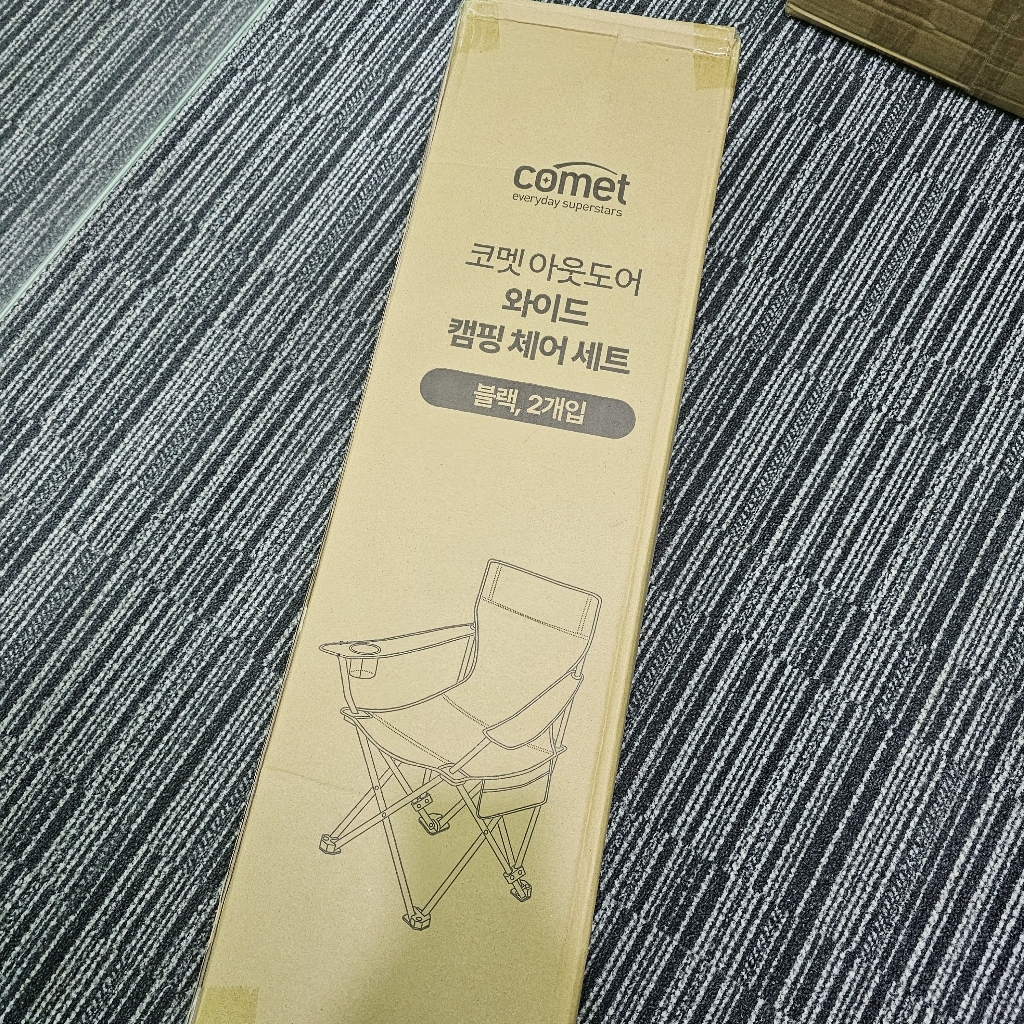 comet
everyday superstars
코멧 아웃도어
와이드
캠핑 체어 세트
블랙, 2개입